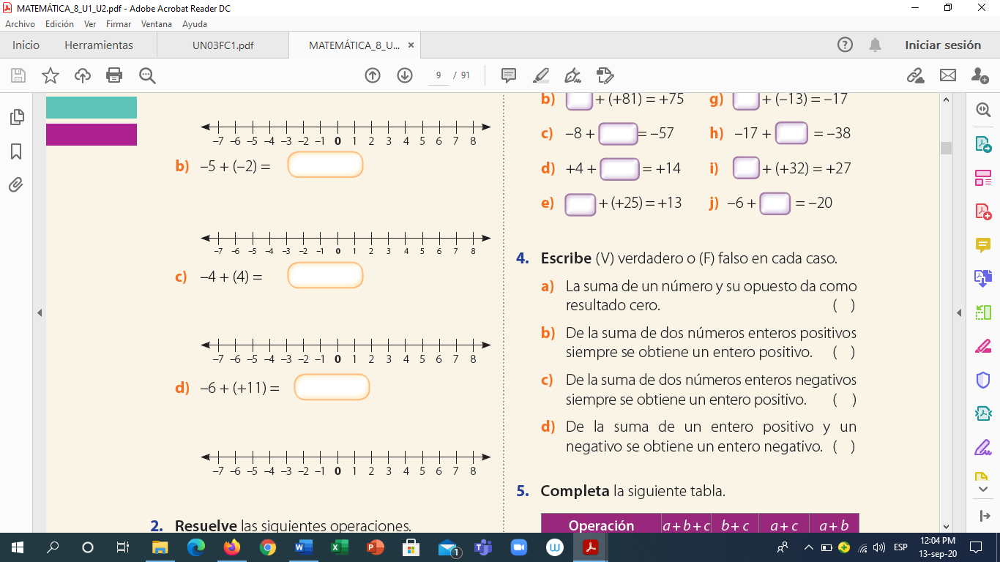 MATEMÁTICA_8_U1_U2.pdf - Adobe Acrobat Reader DC
Archivo Edición Ver Firmar Ventana Ayuda
Inicio Herramientas UN03FC1.pdf MATEMÁTICA_8_U... × Iniciar sesión
9 / 91
–7 –6 –5 –4 –3 –2 –1 0 1 2 3 4 5 6 7 8
b) –5 + (–2) =
–7 –6 –5 –4 –3 –2 –1 0 1 2 3 4 5 6 7 8
c) –4 + (4) =
–7 –6 –5 –4 –3 –2 –1 0 1 2 3 4 5 6 7 8
d) –6 + (+11) =
–7 –6 –5 –4 –3 –2 –1 0 1 2 3 4 5 6 7 8
2. Resuelve las siguientes operaciones.
b) + (+81) = +75 g) + (–13) = –17
c) –8 + = –57 h) –17 + = –38
d) +4 + = +14 i) + (+32) = +27
e) + (+25) = +13 j) –6 + = –20
4. Escribe (V) verdadero o (F) falso en cada caso.
a) La suma de un número y su opuesto da como
resultado cero. ( )
b) De la suma de dos números enteros positivos
siempre se obtiene un entero positivo. ( )
c) De la suma de dos números enteros negativos
siempre se obtiene un entero positivo. ( )
d) De la suma de un entero positivo y un
negativo se obtiene un entero negativo. ( )
5. Completa la siguiente tabla.
Operación a + b + c b + c a + c a + b
1 ESP 12:04 PM
13-sep-20